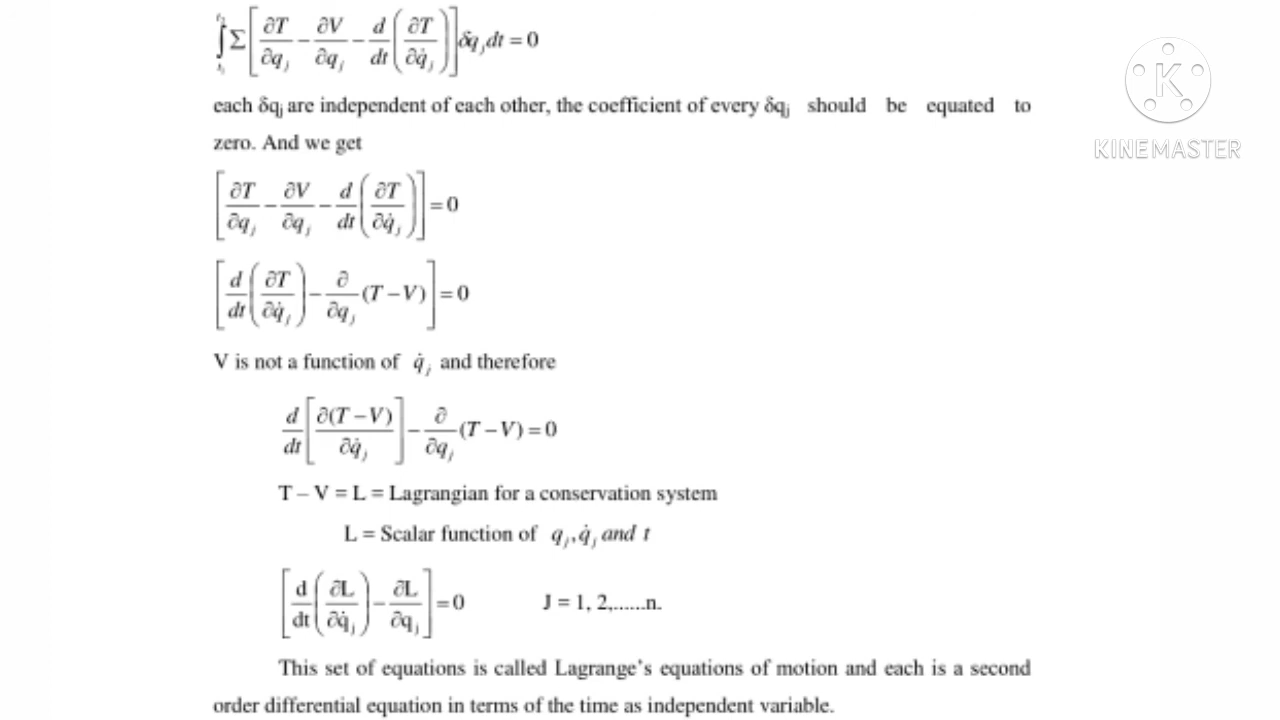 ∫_{t₁}^{t₂} Σ [∂T/∂q_j − ∂V/∂q_j − d/dt (∂T/∂q̇_j)] δq_j dt = 0
each δq_j are independent of each other, the coefficient of every δq_j should be equated to
zero. And we get
[∂T/∂q_j − ∂V/∂q_j − d/dt (∂T/∂q̇_j)] = 0
[d/dt (∂T/∂q̇_j) − ∂/∂q_j (T − V)] = 0
V is not a function of q̇_j and therefore
d/dt [∂(T − V)/∂q̇_j] − ∂/∂q_j (T − V) = 0
T – V = L = Lagrangian for a conservation system
L = Scalar function of q_j, q̇_j and t
[d/dt (∂L/∂q̇_j) − ∂L/∂q_j] = 0 J = 1, 2,......n.
This set of equations is called Lagrange's equations of motion and each is a second
order differential equation in terms of the time as independent variable.
K
KINEMASTER